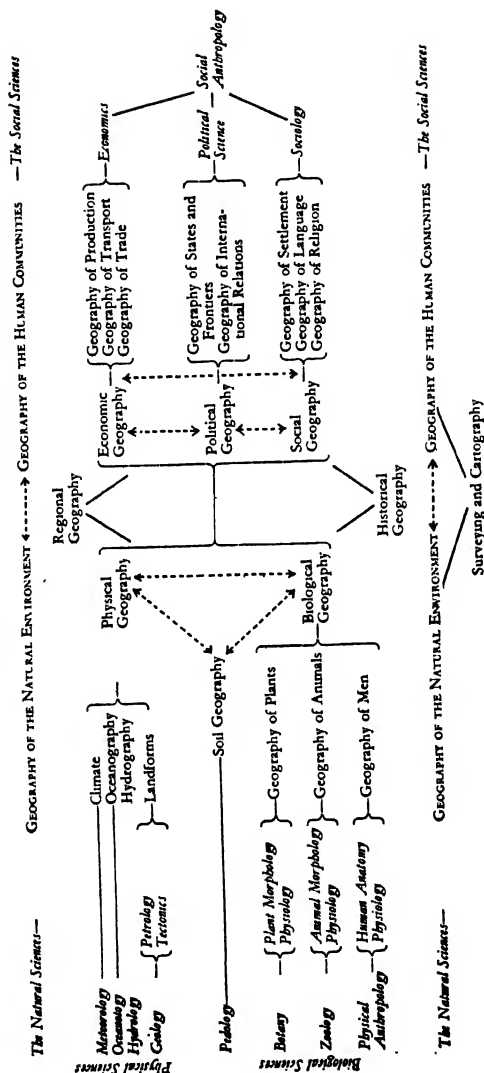 The Natural Sciences—
GEOGRAPHY OF THE NATURAL ENVIRONMENT
GEOGRAPHY OF THE HUMAN COMMUNITIES
—The Social Sciences
Physical Sciences
Meteorology
Oceanology
Hydrology
Geology
Petrology
Tectonics
Climate
Oceanography
Hydrography
Landforms
Physical
Geography
Pedology
Soil Geography
Biological Sciences
Botany
Plant Morphology
Physiology
Geography of Plants
Zoology
Animal Morphology
Physiology
Geography of Animals
Physical
Anthropology
Human Anatomy
Physiology
Geography of Men
Biological
Geography
Regional
Geography
Historical
Geography
Economic
Geography
Geography of Production
Geography of Transport
Geography of Trade
Economics
Political
Geography
Geography of States and
Frontiers
Geography of Interna-
tional Relations
Political
Science
Social
Geography
Geography of Settlement
Geography of Language
Geography of Religion
Sociology
Social
Anthropology
The Natural Sciences—
GEOGRAPHY OF THE NATURAL ENVIRONMENT
GEOGRAPHY OF THE HUMAN COMMUNITIES
—The Social Sciences
Surveying and Cartography